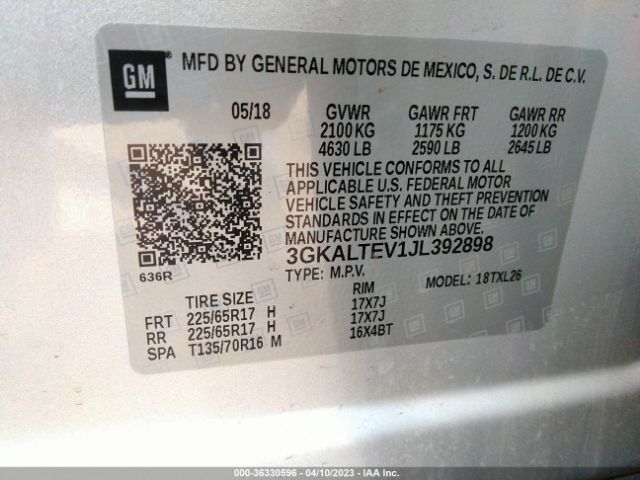 GM ® MFD BY GENERAL MOTORS DE MEXICO, S. DE R.L. DE C.V.
05/18 GVWR GAWR FRT GAWR RR
2100 KG 1175 KG 1200 KG
4630 LB 2590 LB 2645 LB
THIS VEHICLE CONFORMS TO ALL
APPLICABLE U.S. FEDERAL MOTOR
VEHICLE SAFETY AND THEFT PREVENTION
STANDARDS IN EFFECT ON THE DATE OF
MANUFACTURE SHOWN ABOVE.
3GKALTEV1JL392898
636R TYPE: M.P.V. MODEL: 18TXL26
TIRE SIZE RIM
FRT 225/65R17 H 17X7J
RR 225/65R17 H 17X7J
SPA T135/70R16 M 16X4BT
000-36330596 - 04/10/2023 - IAA Inc.